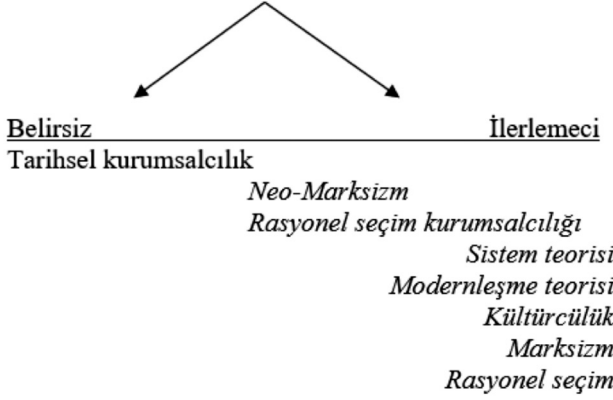 Belirsiz İlerlemeci
Tarihsel kurumsalcılık
Neo-Marksizm
Rasyonel seçim kurumsalcılığı
Sistem teorisi
Modernleşme teorisi
Kültürcülük
Marksizm
Rasyonel seçim